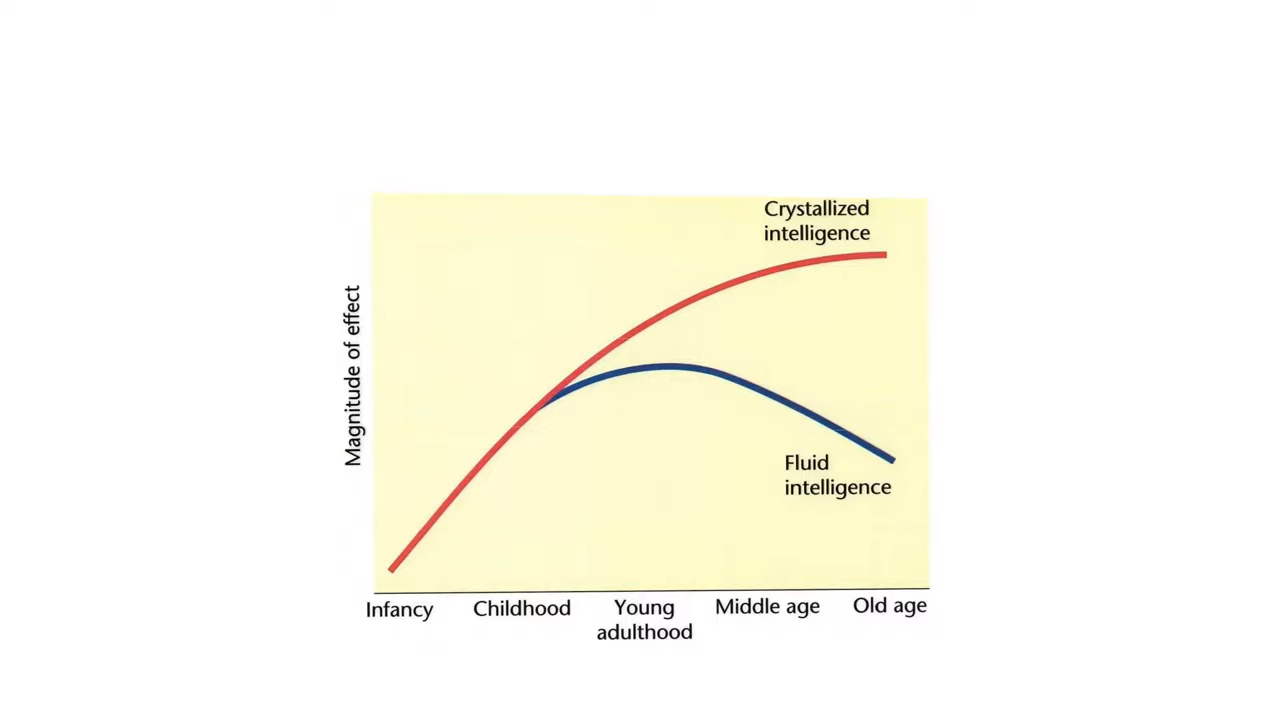 Crystallized
intelligence
Magnitude of effect
Fluid
intelligence
Infancy
Childhood
Young
adulthood
Middle age
Old age